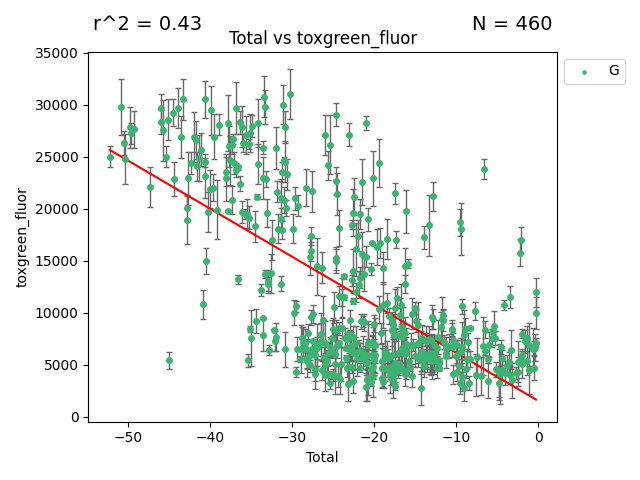 r^2 = 0.43
N = 460
Total vs toxgreen_fluor
G
35000
30000
25000
20000
15000
10000
5000
0
toxgreen_fluor
−50
−40
−30
−20
−10
0
Total